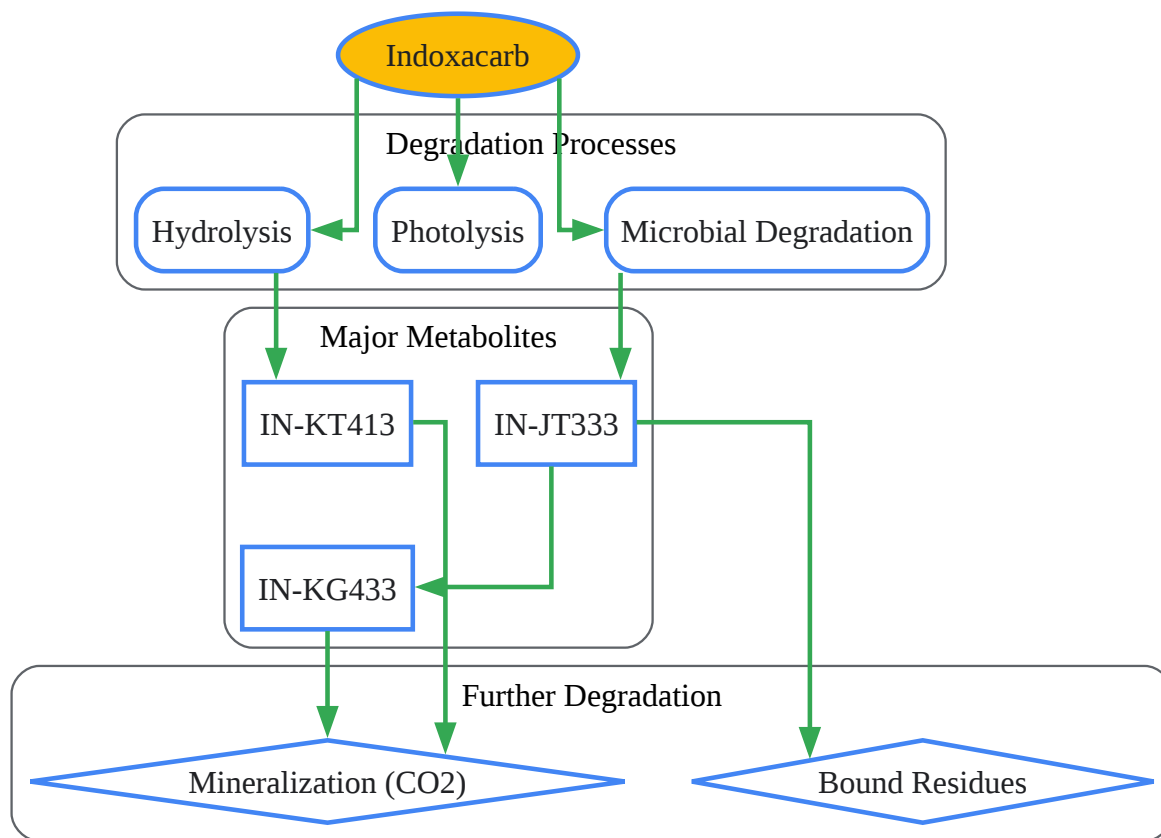 Indoxacarb
Degradation Processes
Hydrolysis
Photolysis
Microbial Degradation
Major Metabolites
IN-KT413
IN-JT333
IN-KG433
Further Degradation
Mineralization (CO2)
Bound Residues